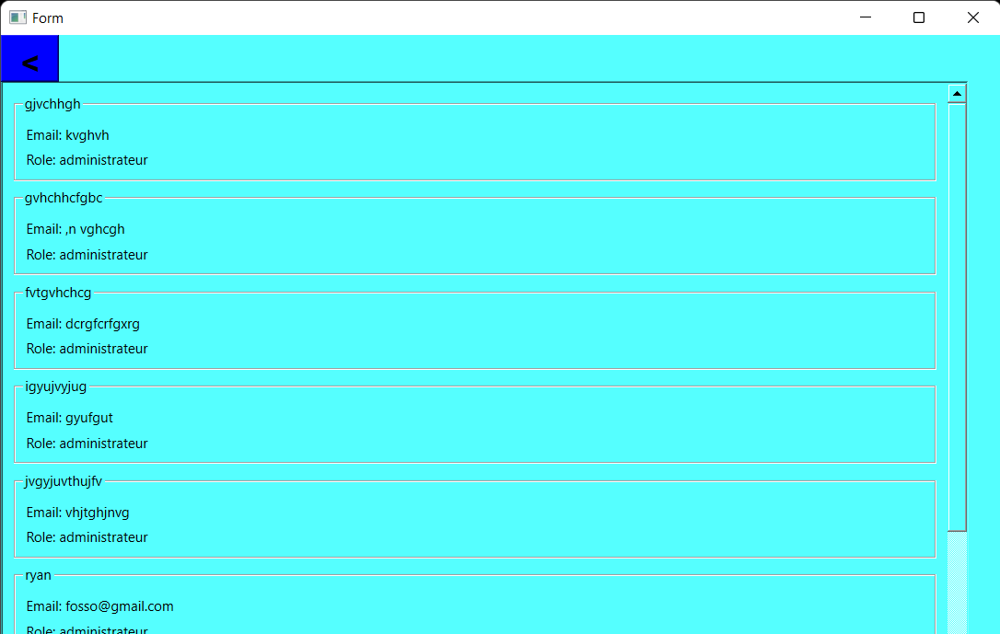 Form
<
gjvchhgh
Email: kvghvh
Role: administrateur
gvhchhcfgbc
Email: ,n vghcgh
Role: administrateur
fvtgvhchcg
Email: dcrgfcrfgxrg
Role: administrateur
igyujvyjug
Email: gyufgut
Role: administrateur
jvgyjuvthujfv
Email: vhjtghjnvg
Role: administrateur
ryan
Email: fosso@gmail.com
Role: administrateur